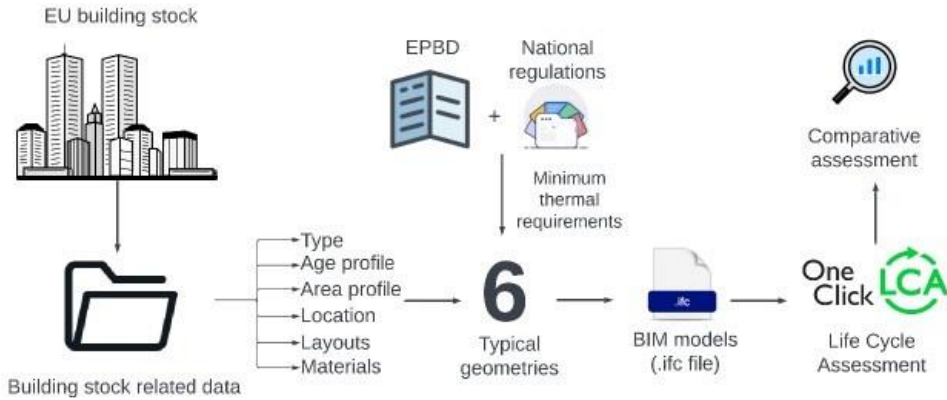 EU building stock
Building stock related data
Type
Age profile
Area profile
Location
Layouts
Materials
EPBD
+
National
regulations
Minimum
thermal
requirements
6
Typical
geometries
.ifc
BIM models
(.ifc file)
One
Click
LCA
Life Cycle
Assessment
Comparative
assessment